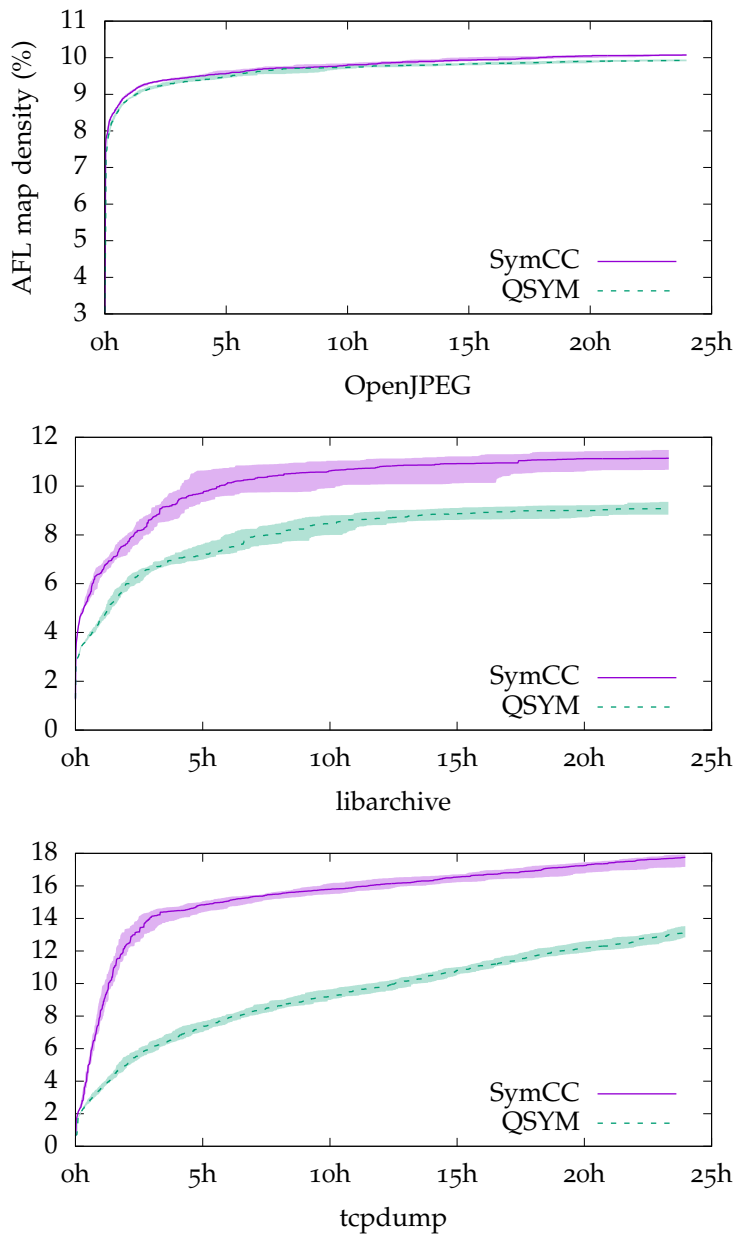 AFL map density (%)
11
10
9
8
7
6
5
4
3
SymCC
QSYM
0h 5h 10h 15h 20h 25h
OpenJPEG
12
10
8
6
4
2
0
SymCC
QSYM
0h 5h 10h 15h 20h 25h
libarchive
18
16
14
12
10
8
6
4
2
0
SymCC
QSYM
0h 5h 10h 15h 20h 25h
tcpdump